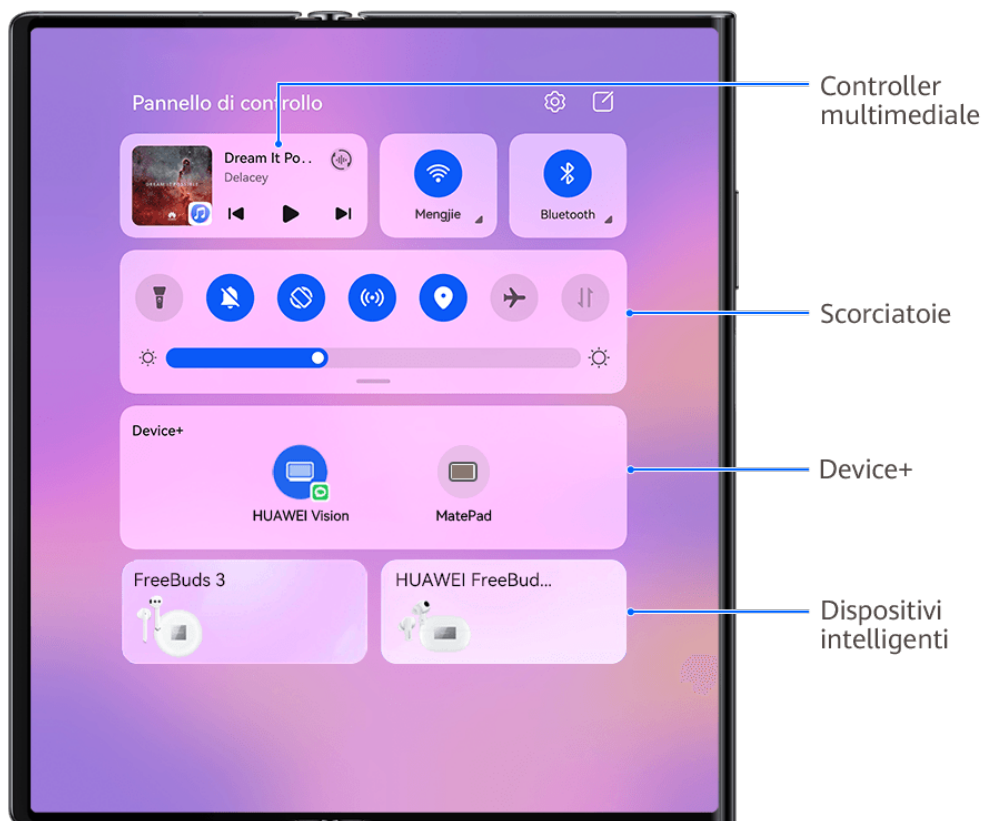 Pannello di controllo
Controller
multimediale
Dream It Po..
Delacey
Mengjie
Bluetooth
Scorciatoie
Device+
HUAWEI Vision
MatePad
Device+
FreeBuds 3
HUAWEI FreeBud...
Dispositivi
intelligenti